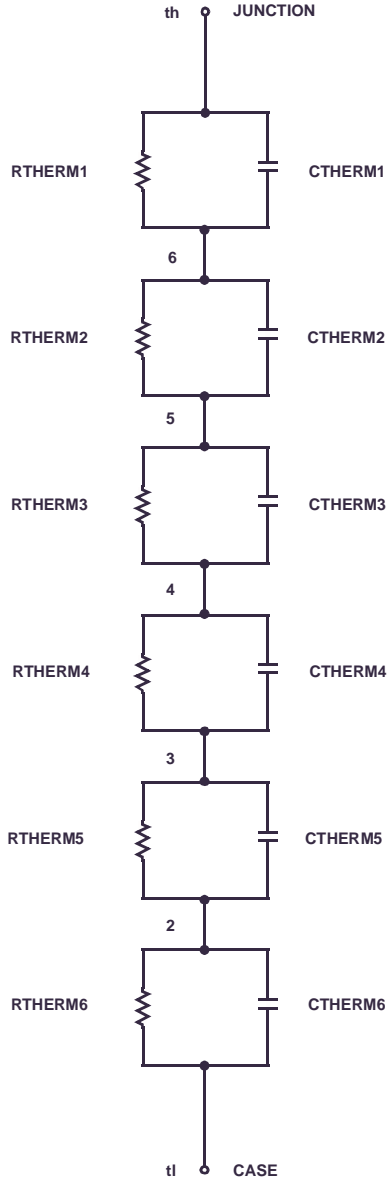 th JUNCTION
RTHERM1 CTHERM1
6
RTHERM2 CTHERM2
5
RTHERM3 CTHERM3
4
RTHERM4 CTHERM4
3
RTHERM5 CTHERM5
2
RTHERM6 CTHERM6
tl CASE